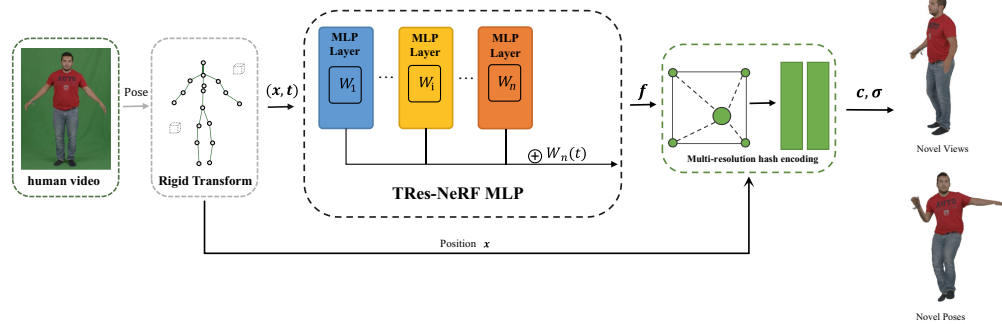 human video
Pose
Rigid Transform
(x, t)
MLP
Layer
W₁
...
MLP
Layer
Wᵢ
...
MLP
Layer
Wₙ
⊕ Wₙ(t)
TRes-NeRF MLP
f
Multi-resolution hash encoding
c, σ
Position x
Novel Views
Novel Poses